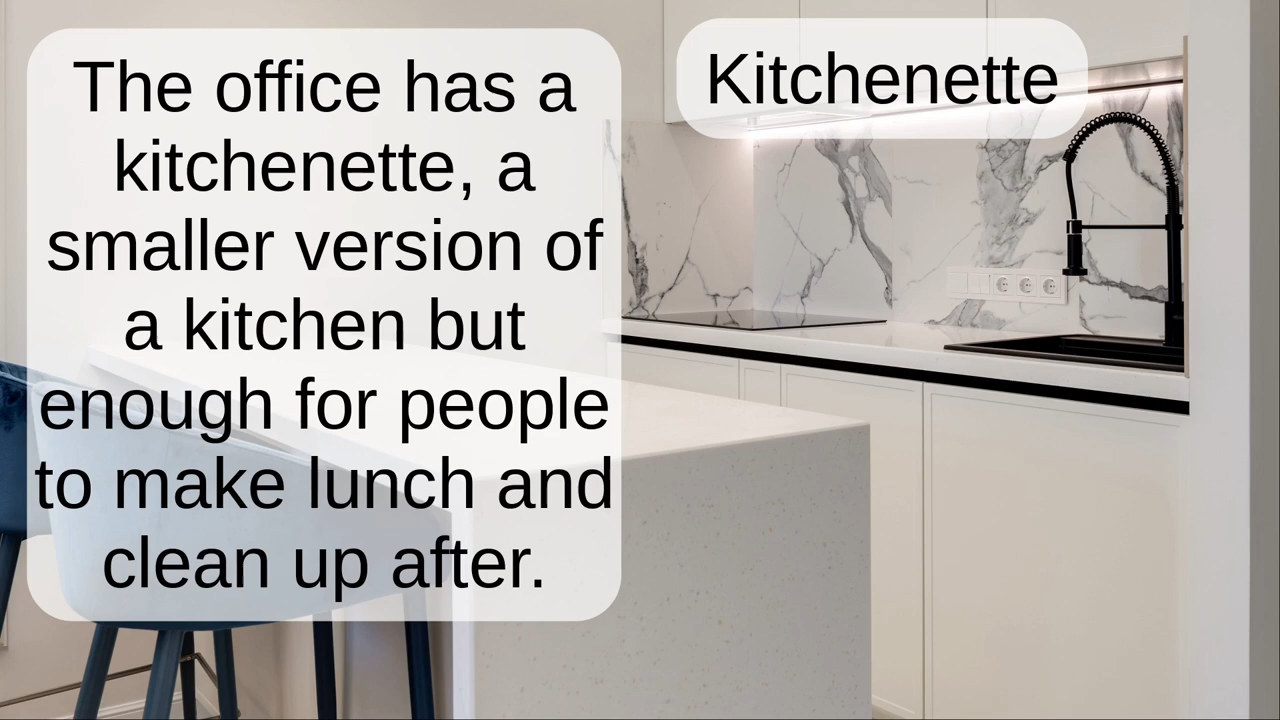 The office has a
kitchenette, a
smaller version of
a kitchen but
enough for people
to make lunch and
clean up after.
Kitchenette